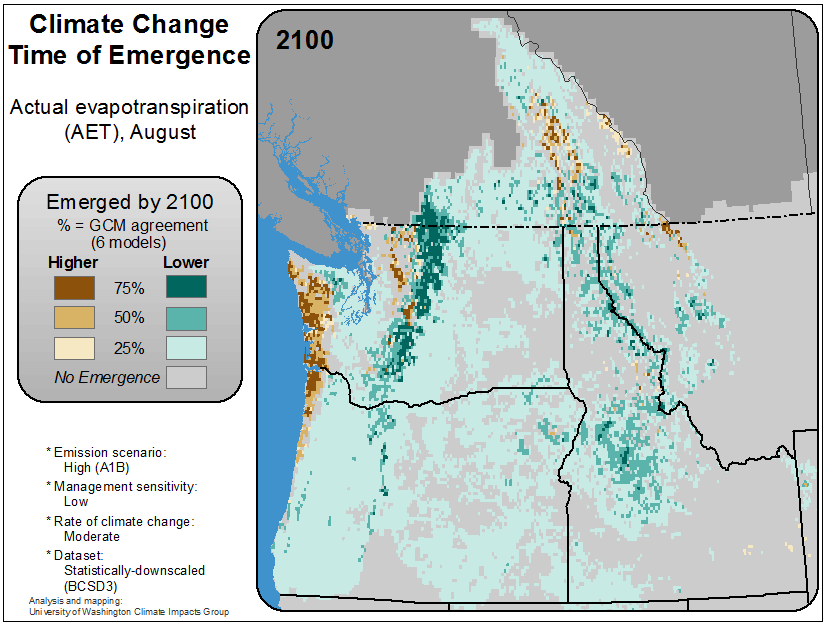 Climate Change
Time of Emergence
Actual evapotranspiration
(AET), August
Emerged by 2100
% = GCM agreement
(6 models)
Higher Lower
75%
50%
25%
No Emergence
* Emission scenario:
High (A1B)
* Management sensitivity:
Low
* Rate of climate change:
Moderate
* Dataset:
Statistically-downscaled
(BCSD3)
Analysis and mapping:
University of Washington Climate Impacts Group
2100